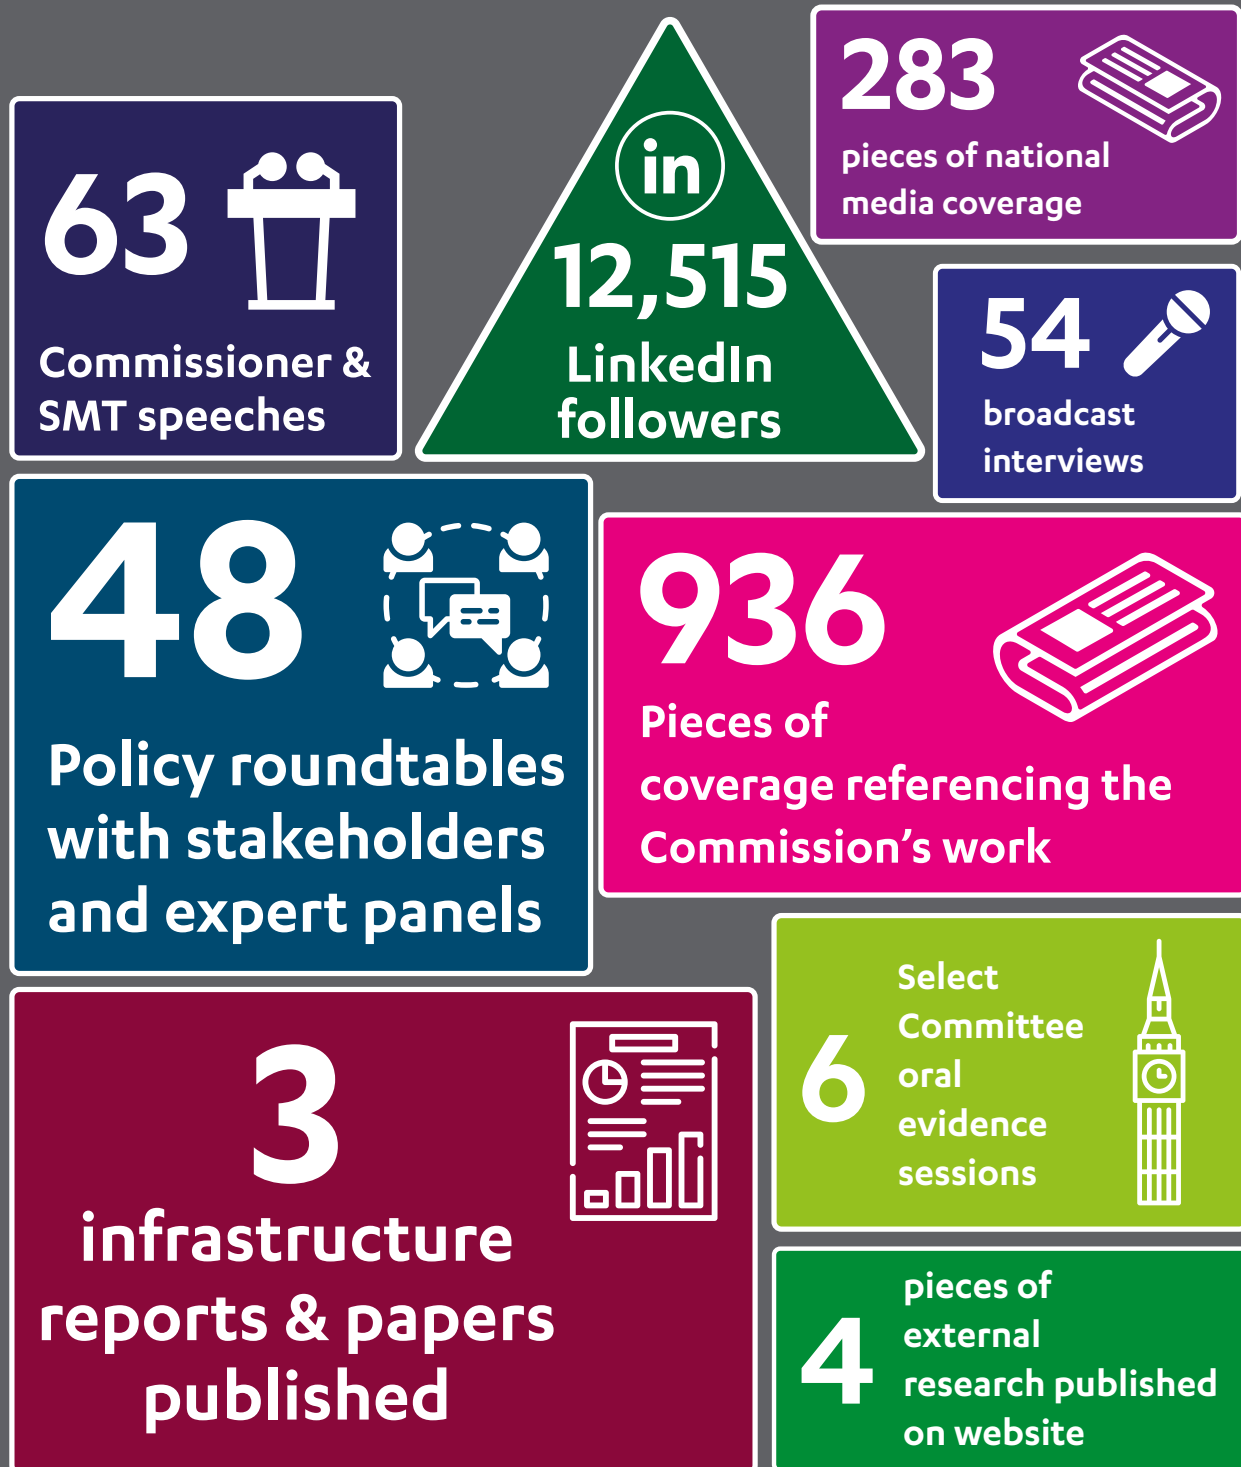 63
Commissioner &
SMT speeches
in
12,515
LinkedIn
followers
283
pieces of national
media coverage
54
broadcast
interviews
48
Policy roundtables
with stakeholders
and expert panels
936
Pieces of
coverage referencing the
Commission’s work
3
infrastructure
reports & papers
published
6
Select
Committee
oral
evidence
sessions
4
pieces of
external
research published
on website